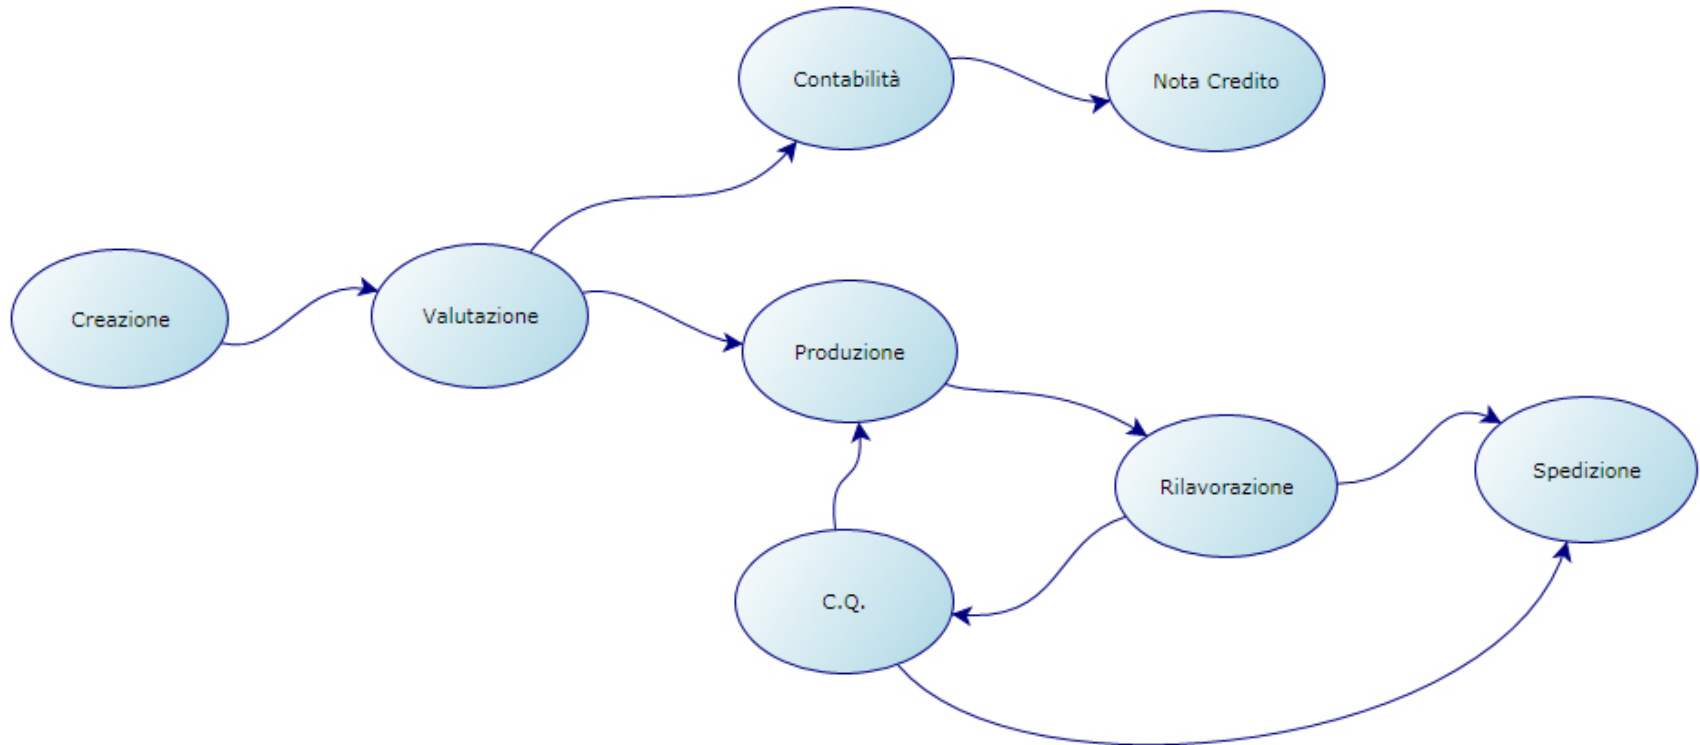 Contabilità
Nota Credito
Creazione
Valutazione
Produzione
Rilavorazione
Spedizione
C.Q.